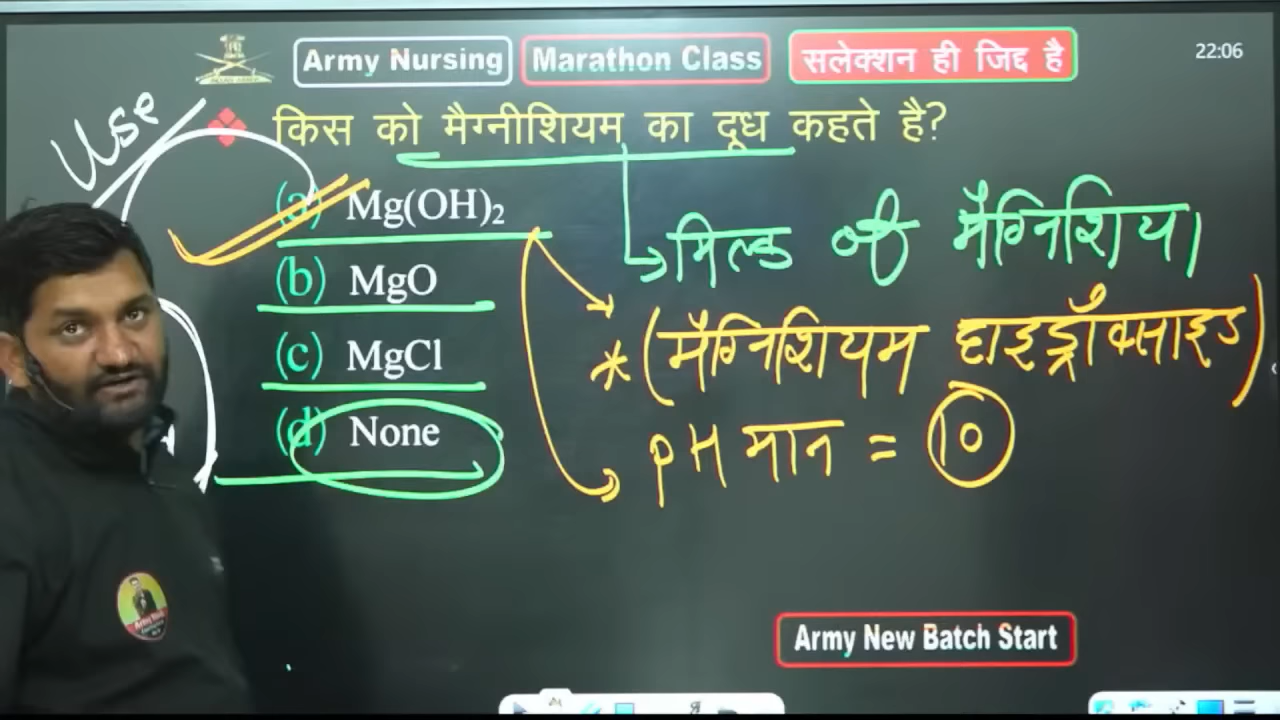 Army Nursing Marathon Class सलेक्शन ही जिद्द है 22:06
Use
किस को मैग्नीशियम का दूध कहते है?
(a) Mg(OH)₂
(b) MgO
(c) MgCl
(d) None
मिल्क ऑफ मैग्निशिया
* (मैग्निशियम हाइड्रॉक्साइड)
PH मान = 10
Army New Batch Start